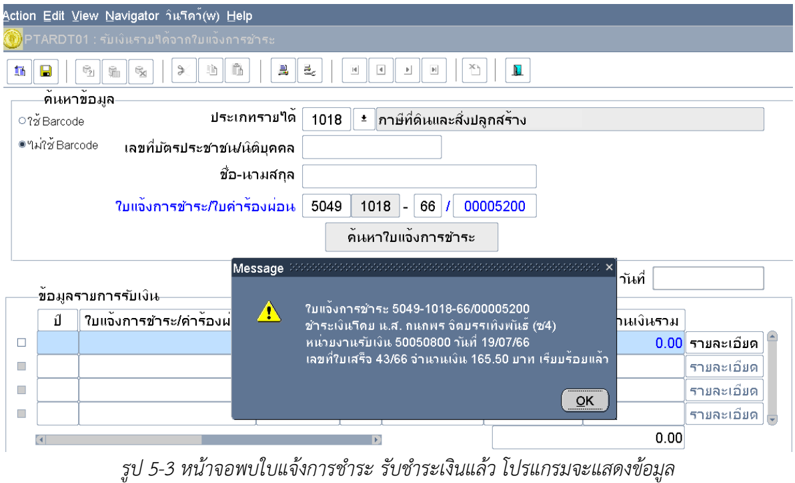 Action Edit View Navigator วินโดว์(w) Help
PTARDT01 : รับเงินรายได้จากใบแจ้งการชำระ
ค้นหาข้อมูล
ใช้ Barcode
ประเภทรายได้ 1018 ภาษีที่ดินและสิ่งปลูกสร้าง
ไม่ใช้ Barcode
เลขที่บัตรประชาชน/นิติบุคคล
ชื่อ-นามสกุล
ใบแจ้งการชำระ/ใบคำร้องผ่อน 5049 1018 - 66 / 00005200
ค้นหาใบแจ้งการชำระ
Message
ใบแจ้งการชำระ 5049-1018-66/00005200
ชำระเงินโดย น.ส. กนกพร จิตบรรเทิงพันธ์ (ซ4)
หน่วยงานรับเงิน 50050800 วันที่ 19/07/66
เลขที่ใบเสร็จ 43/66 จำนวนเงิน 165.50 บาท เรียบร้อยแล้ว
OK
วันที่
ข้อมูลรายการรับเงิน
ปี ใบแจ้งการชำระ/คำร้องผ่ นวนเงินรวม
0.00 รายละเอียด
รายละเอียด
รายละเอียด
รายละเอียด
0.00
รูป 5-3 หน้าจอพบใบแจ้งการชำระ รับชำระเงินแล้ว โปรแกรมจะแสดงข้อมูล